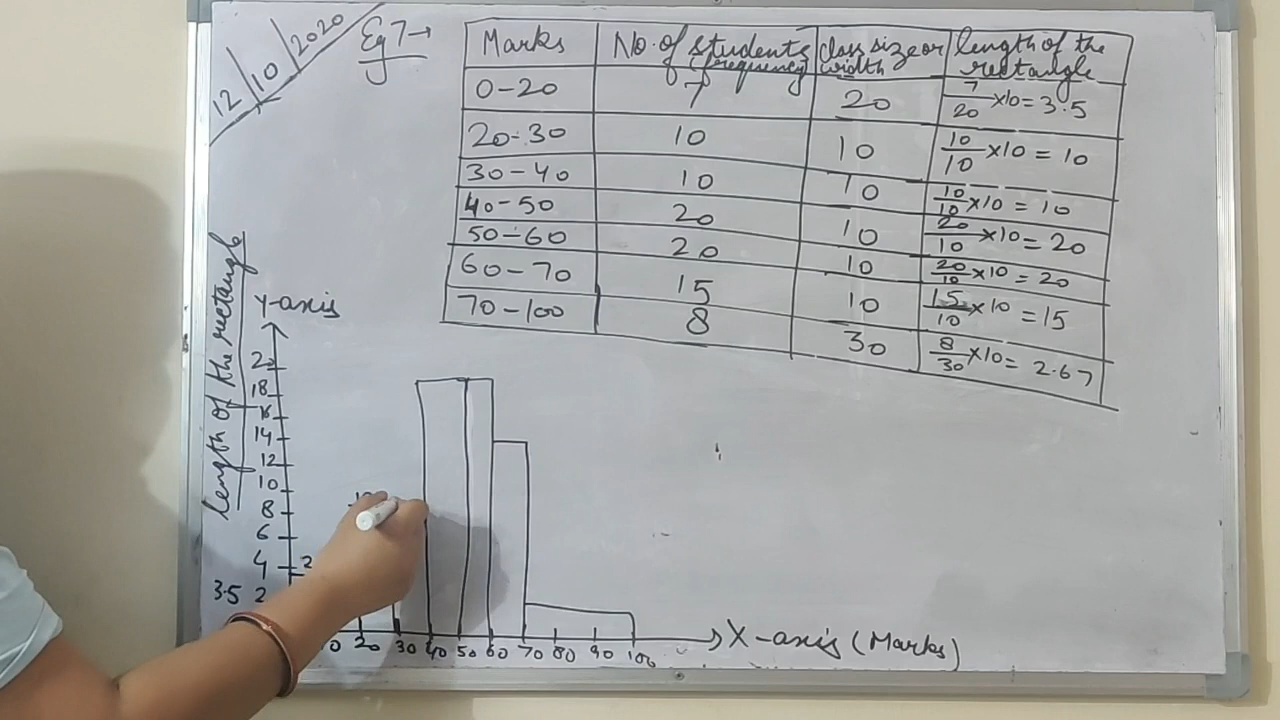 12/10/2020
Eg 7→
Marks No. of students (frequency) class size or width length of the rectangle
0-20 7 20 7/20 ×10 = 3.5
20-30 10 10 10/10 ×10 = 10
30-40 10 10 10/10 ×10 = 10
40-50 20 10 20/10 ×10 = 20
50-60 20 10 20/10 ×10 = 20
60-70 15 10 15/10 ×10 = 15
70-100 8 30 8/30 ×10 = 2.67
length of the rectangle
Y-axis
20
18
16
14
12
10
8
6
4
3.5 2
20 30 40 50 60 70 80 90 100
X-axis (Marks)